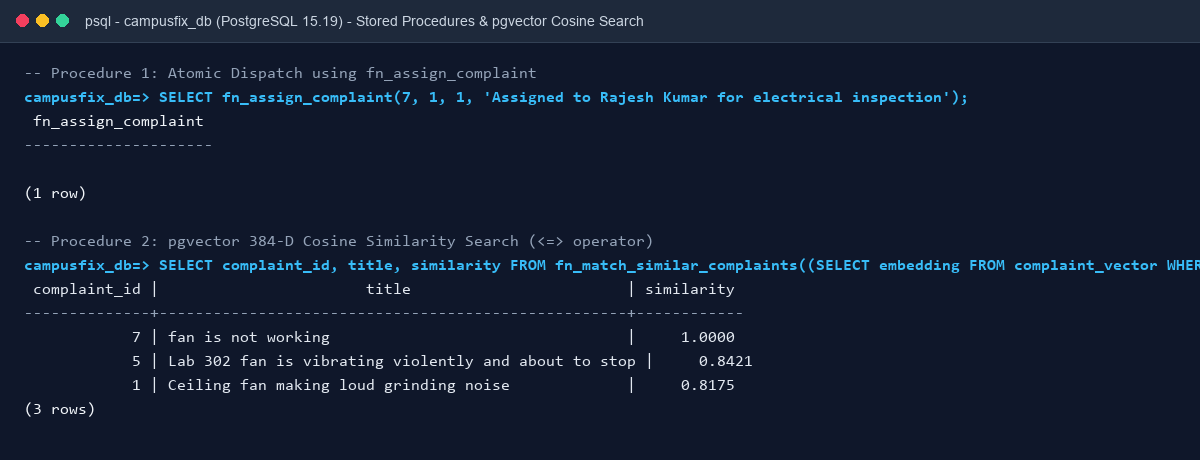 psql - campusfix_db (PostgreSQL 15.19) - Stored Procedures & pgvector Cosine Search
-- Procedure 1: Atomic Dispatch using fn_assign_complaint
campusfix_db=> SELECT fn_assign_complaint(7, 1, 1, 'Assigned to Rajesh Kumar for electrical inspection');
 fn_assign_complaint
---------------------
(1 row)
-- Procedure 2: pgvector 384-D Cosine Similarity Search (<=> operator)
campusfix_db=> SELECT complaint_id, title, similarity FROM fn_match_similar_complaints((SELECT embedding FROM complaint_vector WHER
 complaint_id |                       title                        | similarity
--------------+----------------------------------------------------+------------
            7 | fan is not working                                 |     1.0000
            5 | Lab 302 fan is vibrating violently and about to stop |     0.8421
            1 | Ceiling fan making loud grinding noise             |     0.8175
(3 rows)